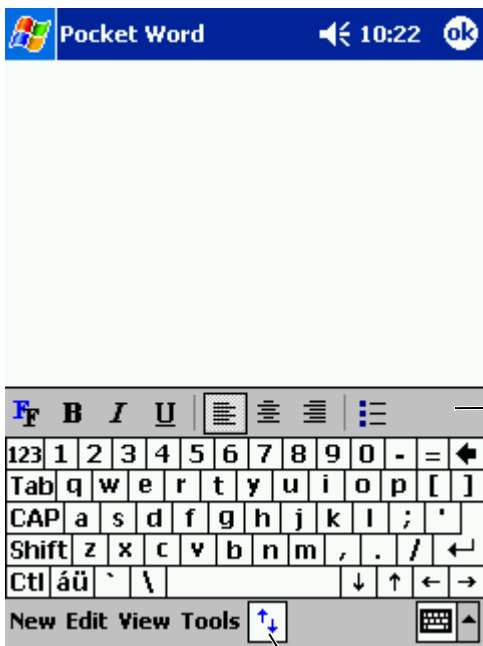 Pocket Word 10:22 ok
FF B I U
123 1 2 3 4 5 6 7 8 9 0 - =
Tab q w e r t y u i o p [ ]
CAP a s d f g h j k l ; '
Shift z x c v b n m , . /
Ctl áü ` \ ↓ ↑ ← →
New Edit View Tools